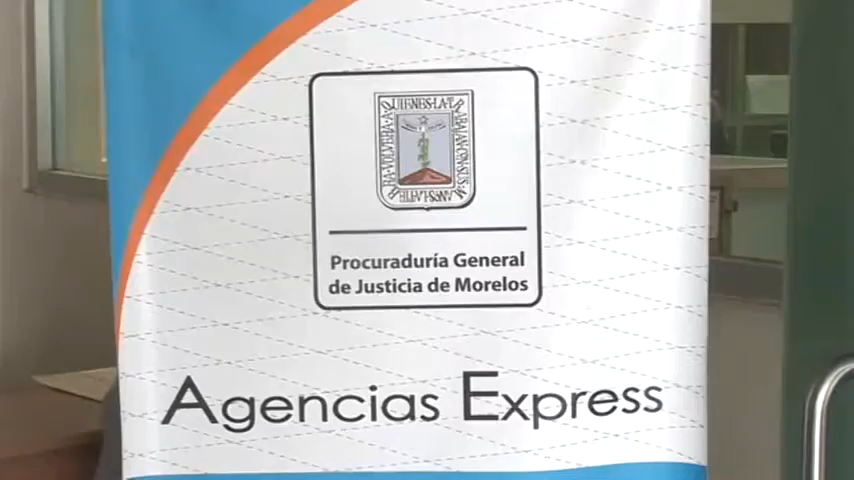 Procuraduría General
de Justicia de Morelos
Agencias Express